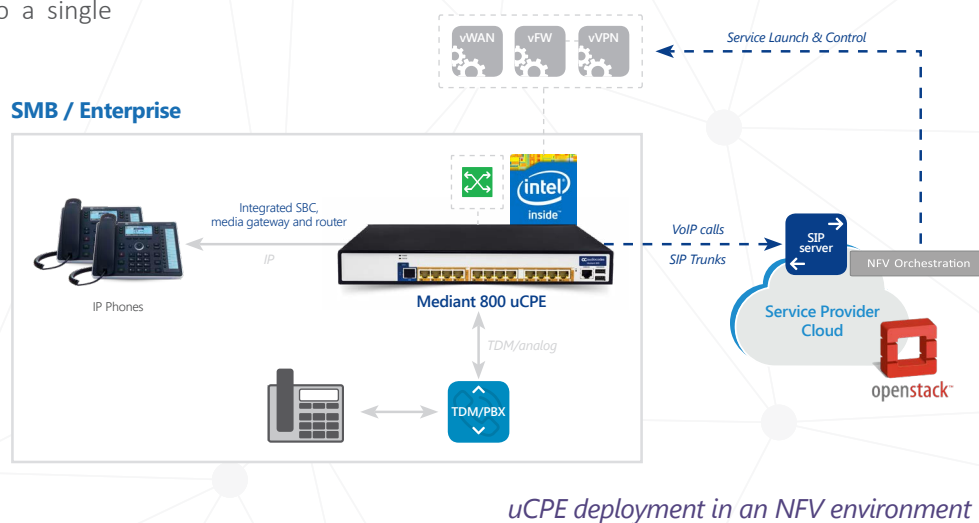 o a single
vWAN
vFW
vVPN
Service Launch & Control
SMB / Enterprise
intel
inside
Integrated SBC,
media gateway and router
IP
VoIP calls
SIP Trunks
SIP
server
NFV Orchestration
IP Phones
Mediant 800 uCPE
Service Provider
Cloud
TDM/analog
TDM/PBX
openstack
uCPE deployment in an NFV environment